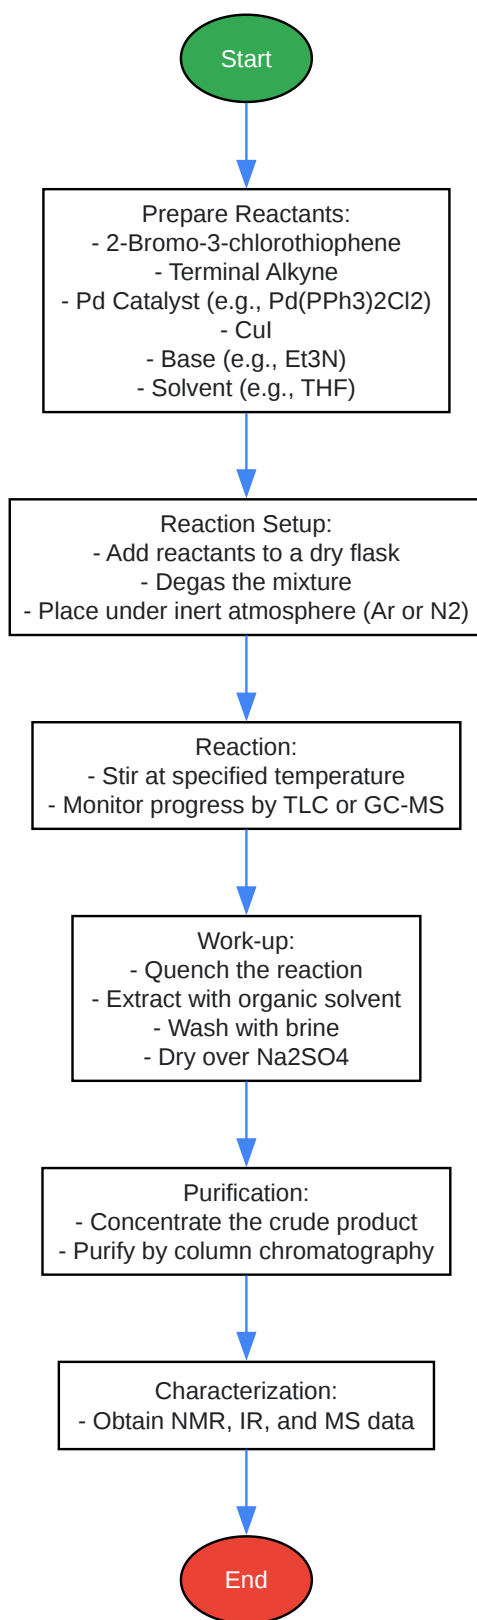 Start
Prepare Reactants:
- 2-Bromo-3-chlorothiophene
- Terminal Alkyne
- Pd Catalyst (e.g., Pd(PPh3)2Cl2)
- CuI
- Base (e.g., Et3N)
- Solvent (e.g., THF)
Reaction Setup:
- Add reactants to a dry flask
- Degas the mixture
- Place under inert atmosphere (Ar or N2)
Reaction:
- Stir at specified temperature
- Monitor progress by TLC or GC-MS
Work-up:
- Quench the reaction
- Extract with organic solvent
- Wash with brine
- Dry over Na2SO4
Purification:
- Concentrate the crude product
- Purify by column chromatography
Characterization:
- Obtain NMR, IR, and MS data
End